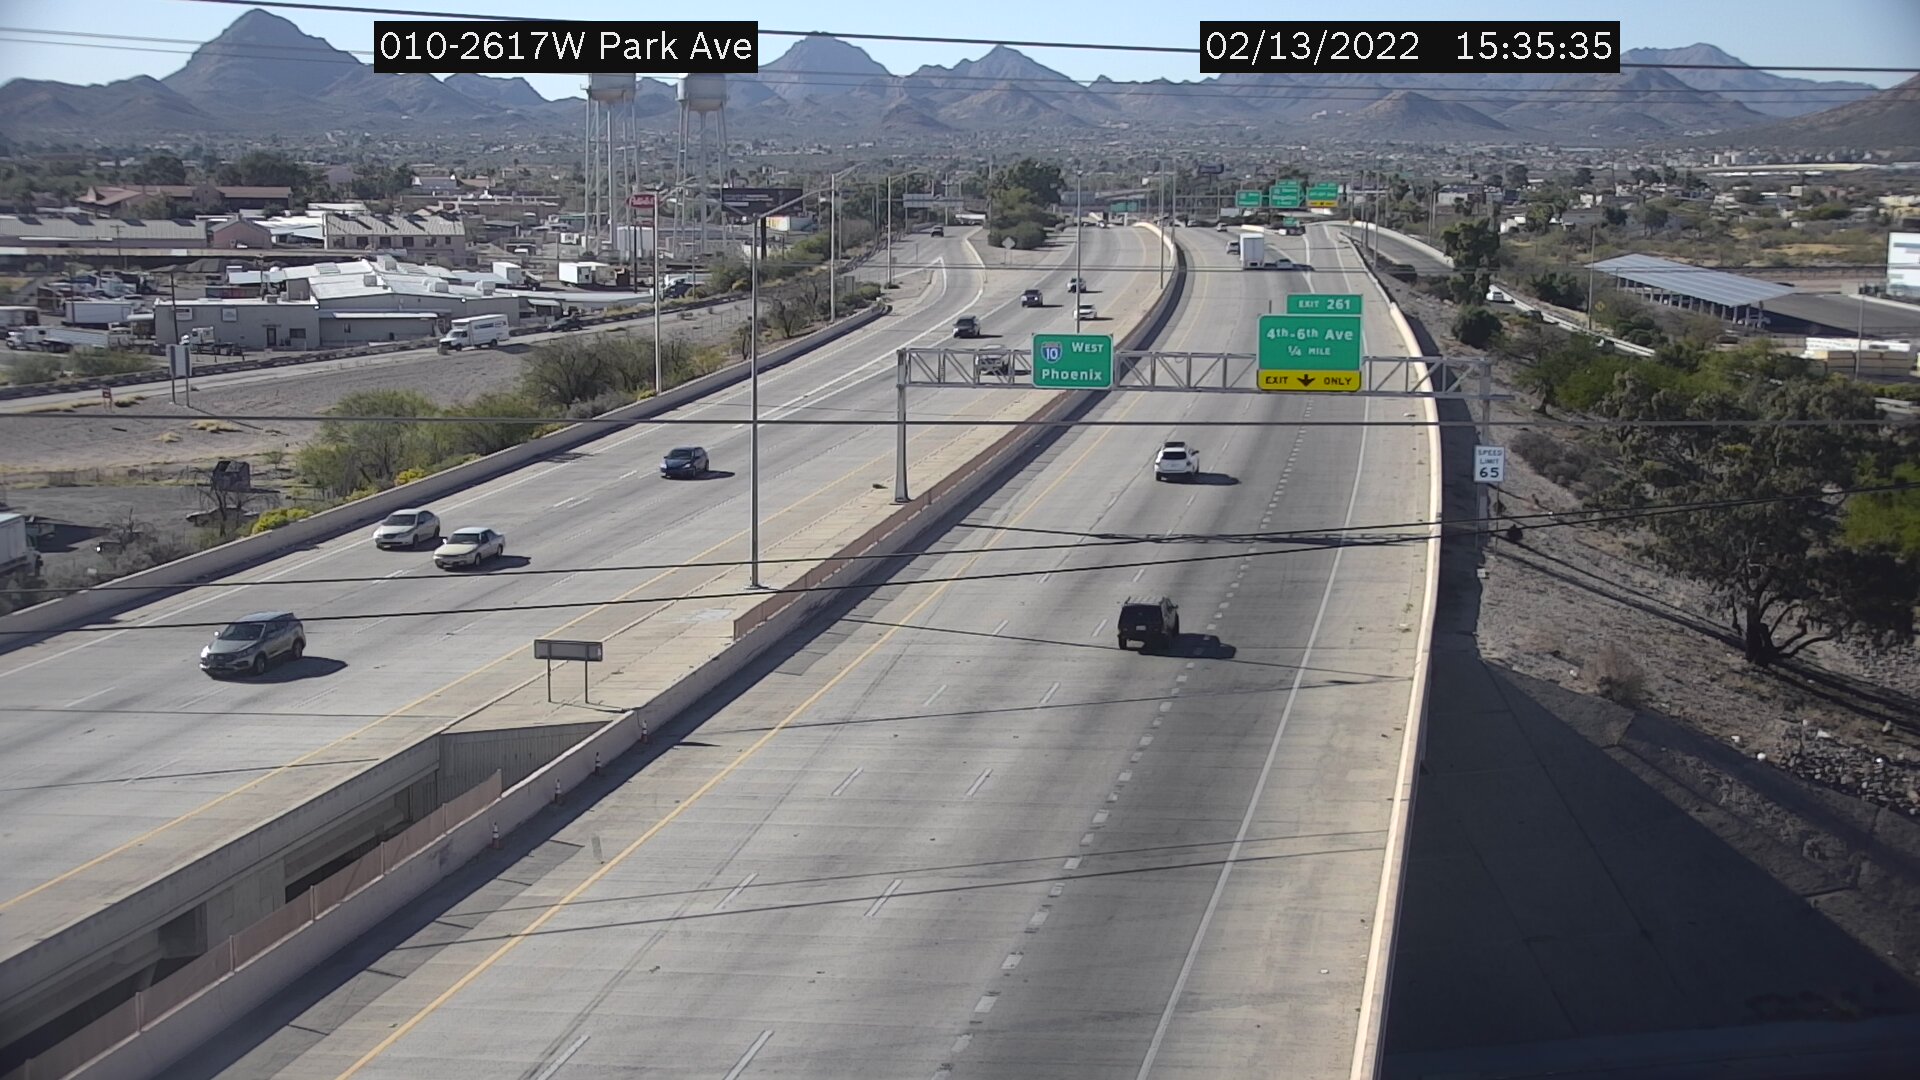 010-2617W Park Ave
02/13/2022 15:35:35
EXIT 261
4th-6th Ave
1/4 MILE
EXIT ONLY
10 WEST
Phoenix
SPEED
LIMIT
65